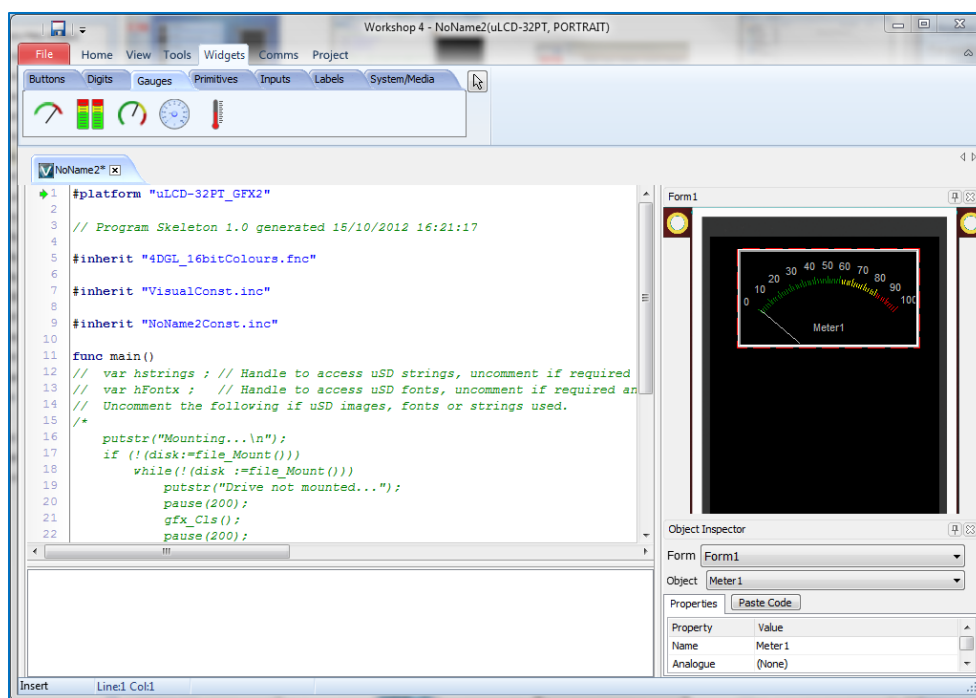 Workshop 4 - NoName2(uLCD-32PT, PORTRAIT)
File Home View Tools Widgets Comms Project
Buttons Digits Gauges Primitives Inputs Labels System/Media
NoName2*
1 #platform "uLCD-32PT_GFX2"
2
3 // Program Skeleton 1.0 generated 15/10/2012 16:21:17
4
5 #inherit "4DGL_16bitColours.fnc"
6
7 #inherit "VisualConst.inc"
8
9 #inherit "NoName2Const.inc"
10
11 func main()
12 // var hstrings ; // Handle to access uSD strings, uncomment if required
13 // var hFontx ; // Handle to access uSD fonts, uncomment if required an
14 // Uncomment the following if uSD images, fonts or strings used.
15 /*
16 putstr("Mounting...\n");
17 if (!(disk:=file_Mount()))
18 while(!(disk :=file_Mount()))
19 putstr("Drive not mounted...");
20 pause(200);
21 gfx_Cls();
22 pause(200);
Form1
0 10 20 30 40 50 60 70 80 90 100
Meter1
Object Inspector
Form Form1
Object Meter1
Properties Paste Code
Property Value
Name Meter1
Analogue (None)
Insert Line:1 Col:1